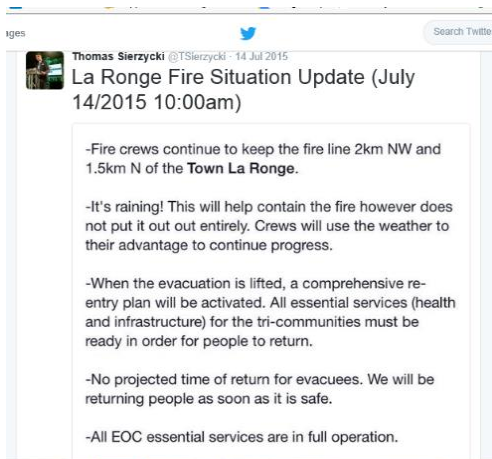 ages
Search Twitte
Thomas Sierzycki @TSierzycki · 14 Jul 2015
La Ronge Fire Situation Update (July
14/2015 10:00am)
-Fire crews continue to keep the fire line 2km NW and
1.5km N of the Town La Ronge.
-It's raining! This will help contain the fire however does
not put it out out entirely. Crews will use the weather to
their advantage to continue progress.
-When the evacuation is lifted, a comprehensive re-
entry plan will be activated. All essential services (health
and infrastructure) for the tri-communities must be
ready in order for people to return.
-No projected time of return for evacuees. We will be
returning people as soon as it is safe.
-All EOC essential services are in full operation.